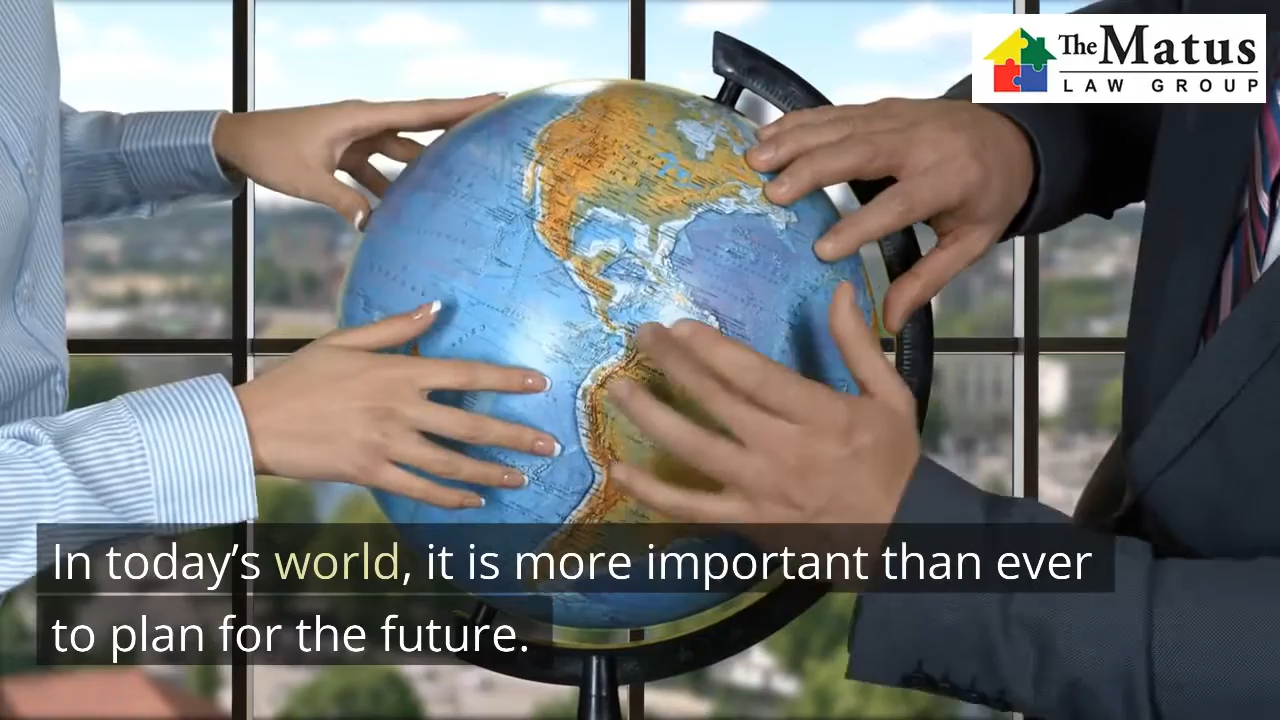 The Matus
LAW GROUP
In today's world, it is more important than ever
to plan for the future.